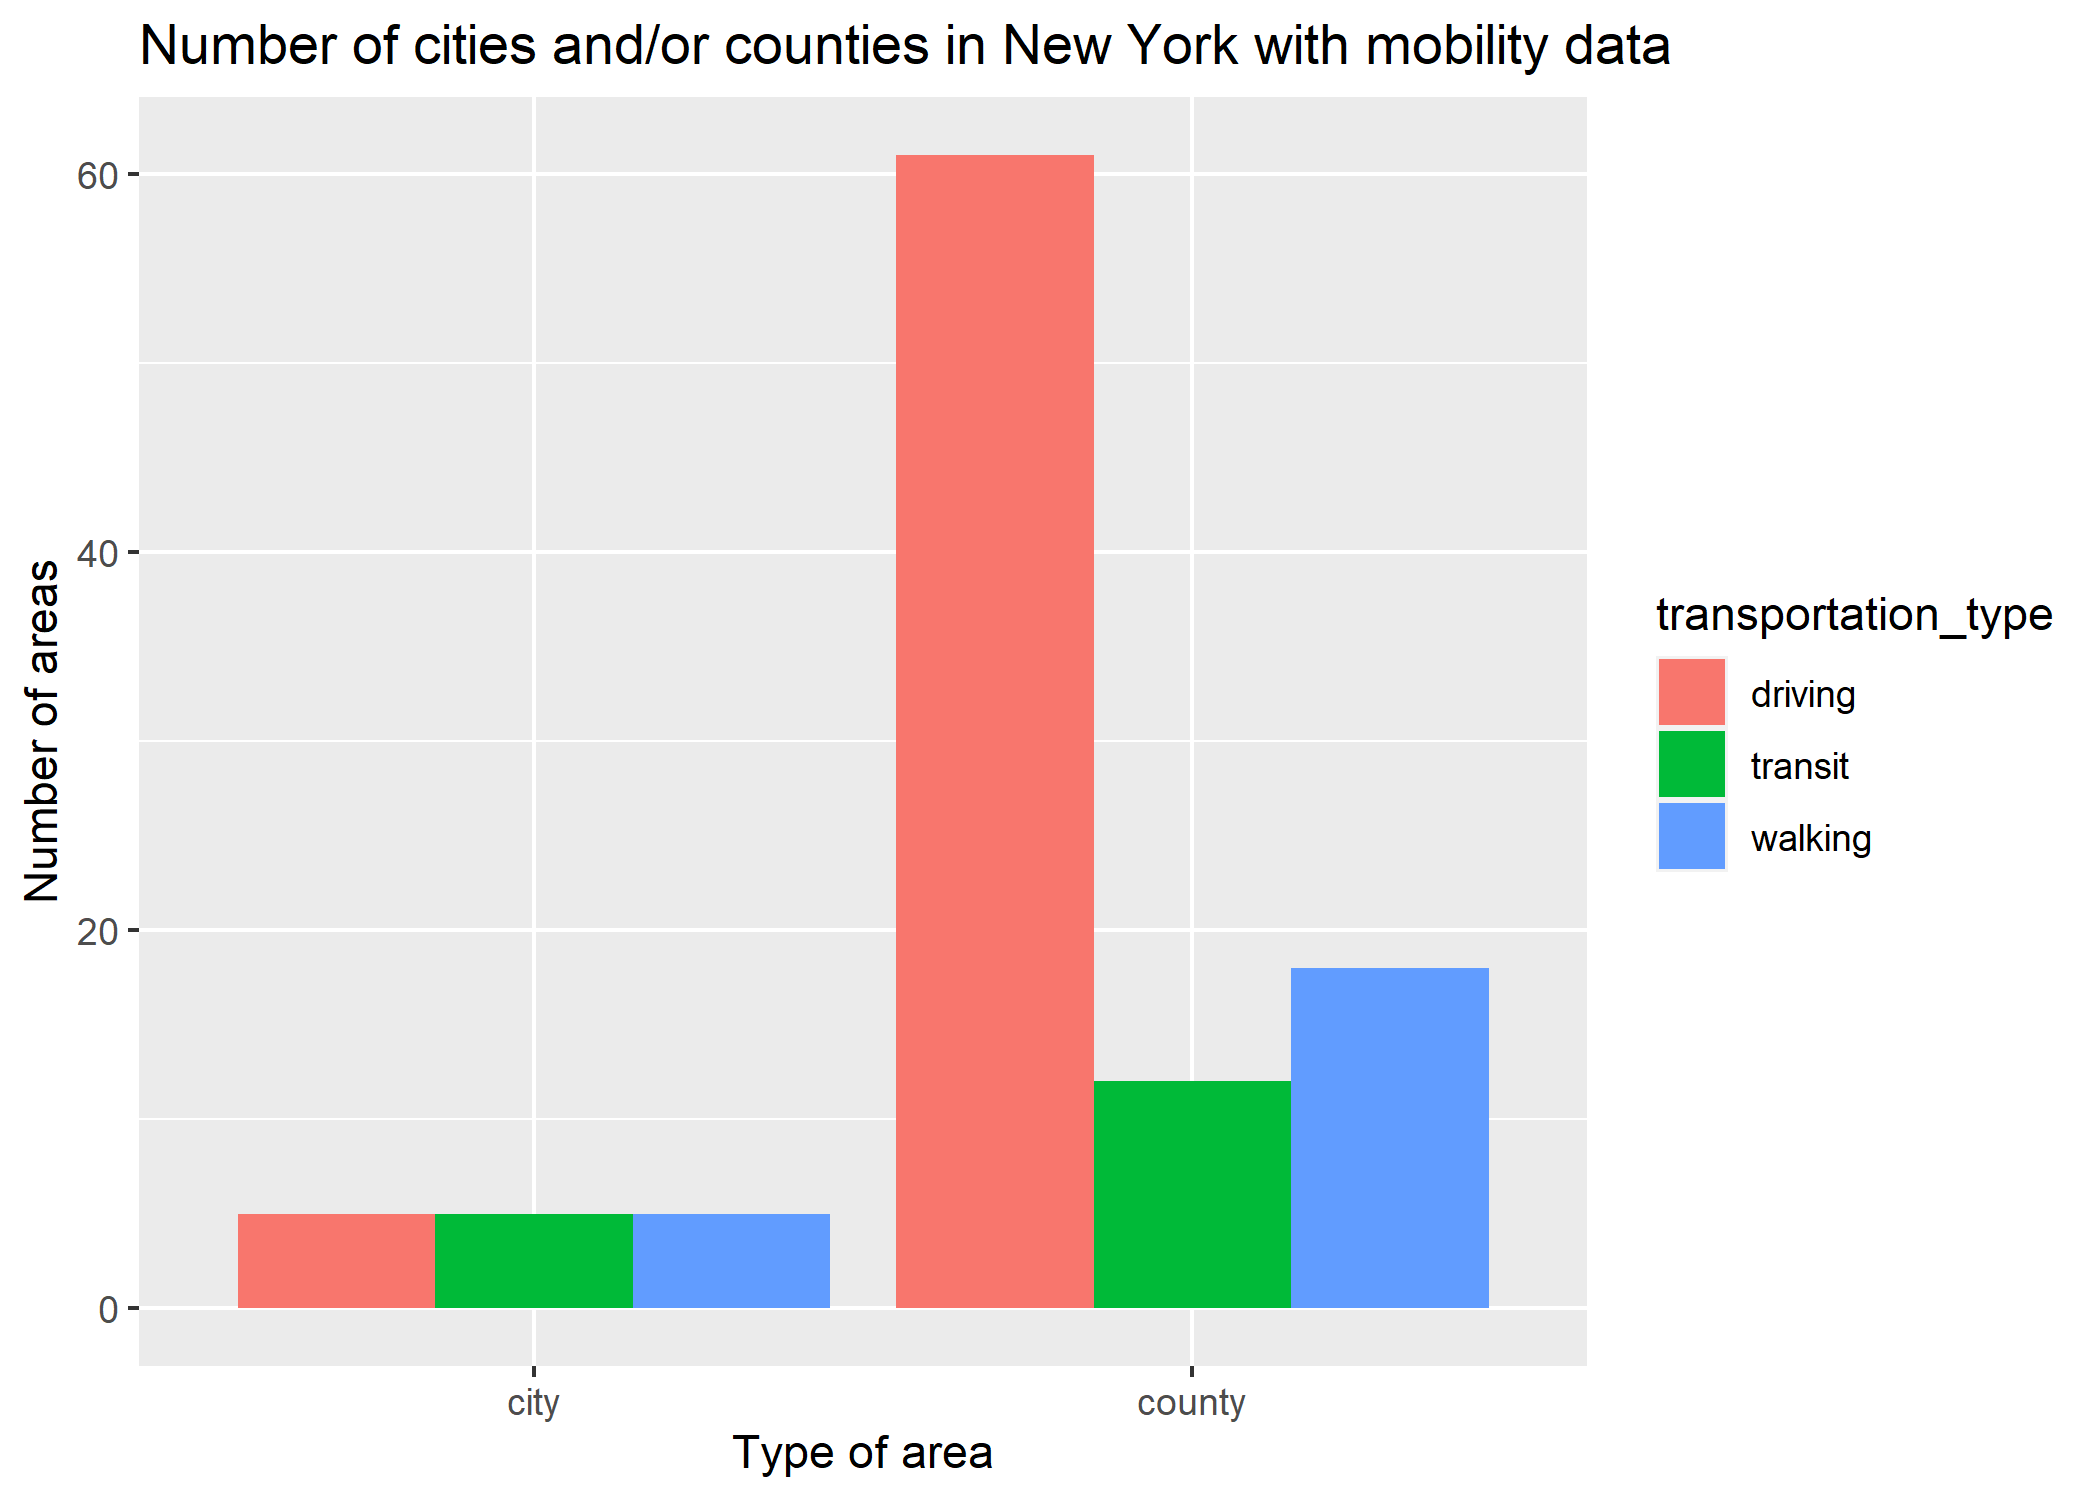 Number of cities and/or counties in New York with mobility data
Number of areas
60
40
20
0
city
county
Type of area
transportation_type
driving
transit
walking